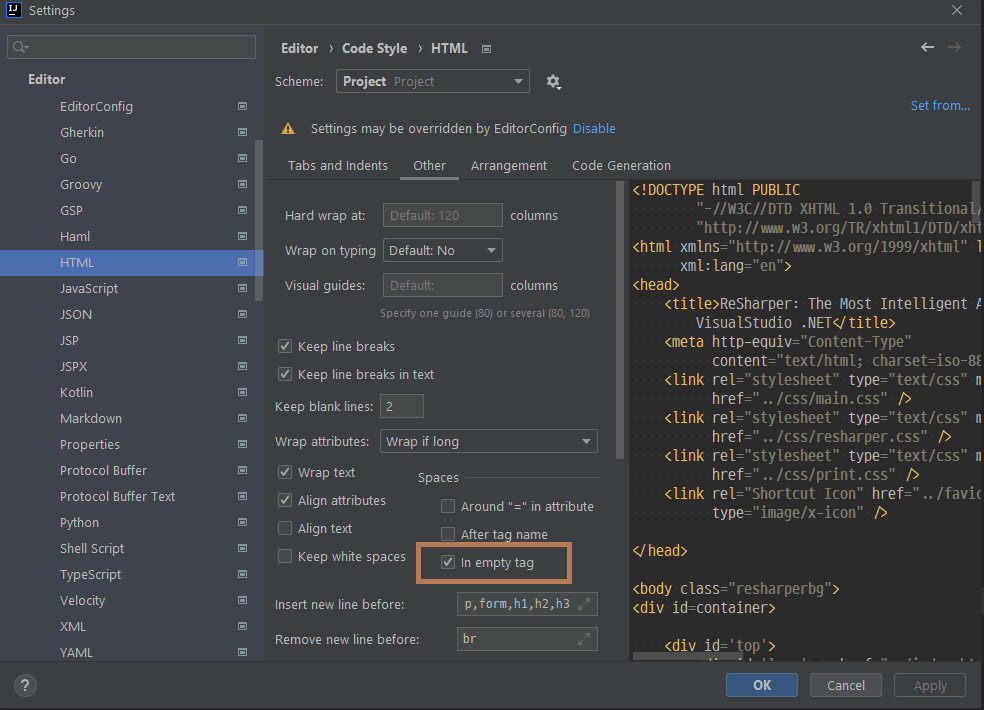 IJ Settings
Editor › Code Style › HTML
Scheme: Project Project
Set from...
Settings may be overridden by EditorConfig Disable
Tabs and Indents Other Arrangement Code Generation
Editor
EditorConfig
Gherkin
Go
Groovy
GSP
Haml
HTML
JavaScript
JSON
JSP
JSPX
Kotlin
Markdown
Properties
Protocol Buffer
Protocol Buffer Text
Python
Shell Script
TypeScript
Velocity
XML
YAML
Hard wrap at: Default: 120 columns
Wrap on typing Default: No
Visual guides: Default: columns
Specify one guide (80) or several (80, 120)
Keep line breaks
Keep line breaks in text
Keep blank lines: 2
Wrap attributes: Wrap if long
Wrap text
Align attributes
Align text
Keep white spaces
Spaces
Around "=" in attribute
After tag name
In empty tag
Insert new line before: p,form,h1,h2,h3
Remove new line before: br
<!DOCTYPE html PUBLIC
"-//W3C//DTD XHTML 1.0 Transitional/
"http://www.w3.org/TR/xhtml1/DTD/xht
<html xmlns="http://www.w3.org/1999/xhtml" l
xml:lang="en">
<head>
<title>ReSharper: The Most Intelligent A
VisualStudio .NET</title>
<meta http-equiv="Content-Type"
content="text/html; charset=iso-88
<link rel="stylesheet" type="text/css" m
href="../css/main.css" />
<link rel="stylesheet" type="text/css" m
href="../css/resharper.css" />
<link rel="stylesheet" type="text/css" m
href="../css/print.css" />
<link rel="Shortcut Icon" href="../favic
type="image/x-icon" />
</head>
<body class="resharperbg">
<div id=container>
<div id='top'>
? OK Cancel Apply